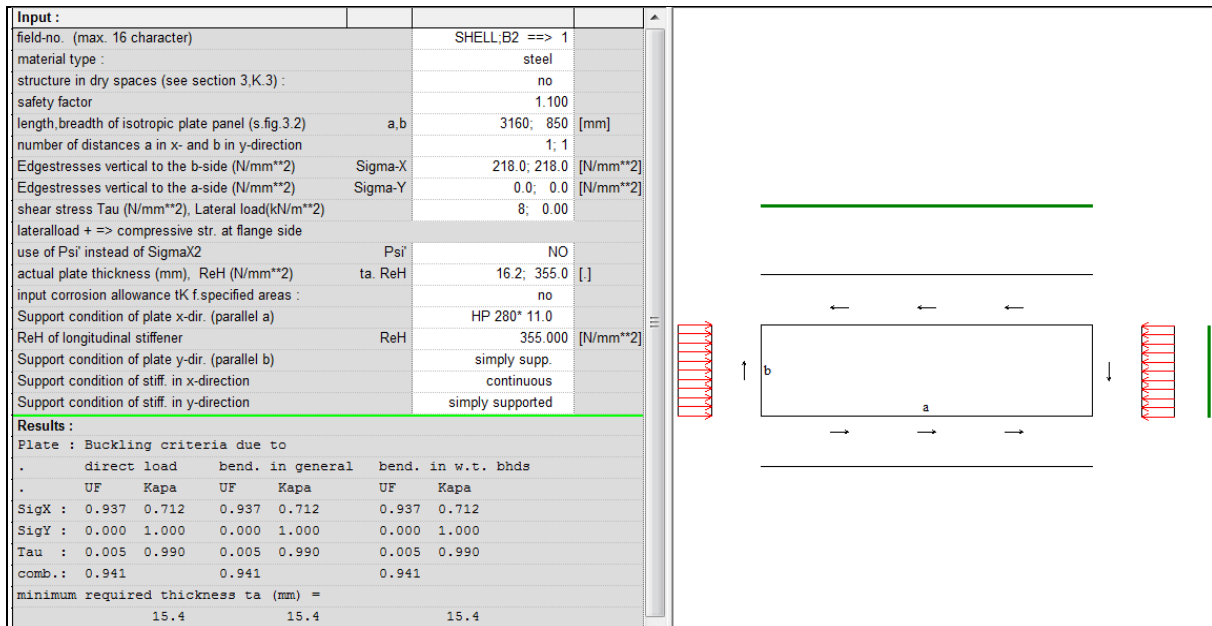 Input :
field-no. (max. 16 character) SHELL;B2 ==> 1
material type : steel
structure in dry spaces (see section 3,K.3) : no
safety factor 1.100
length,breadth of isotropic plate panel (s.fig.3.2) a,b 3160; 850 [mm]
number of distances a in x- and b in y-direction 1; 1
Edgestresses vertical to the b-side (N/mm**2) Sigma-X 218.0; 218.0 [N/mm**2]
Edgestresses vertical to the a-side (N/mm**2) Sigma-Y 0.0; 0.0 [N/mm**2]
shear stress Tau (N/mm**2), Lateral load(kN/m**2) 8; 0.00
lateralload + => compressive str. at flange side
use of Psi' instead of SigmaX2 Psi' NO
actual plate thickness (mm), ReH (N/mm**2) ta. ReH 16.2; 355.0 [.]
input corrosion allowance tK f.specified areas : no
Support condition of plate x-dir. (parallel a) HP 280* 11.0
ReH of longitudinal stiffener ReH 355.000 [N/mm**2]
Support condition of plate y-dir. (parallel b) simply supp.
Support condition of stiff. in x-direction continuous
Support condition of stiff. in y-direction simply supported
Results :
Plate : Buckling criteria due to
. direct load bend. in general bend. in w.t. bhds
. UF Kapa UF Kapa UF Kapa
SigX : 0.937 0.712 0.937 0.712 0.937 0.712
SigY : 0.000 1.000 0.000 1.000 0.000 1.000
Tau : 0.005 0.990 0.005 0.990 0.005 0.990
comb.: 0.941 0.941 0.941
minimum required thickness ta (mm) =
15.4 15.4 15.4
b
a